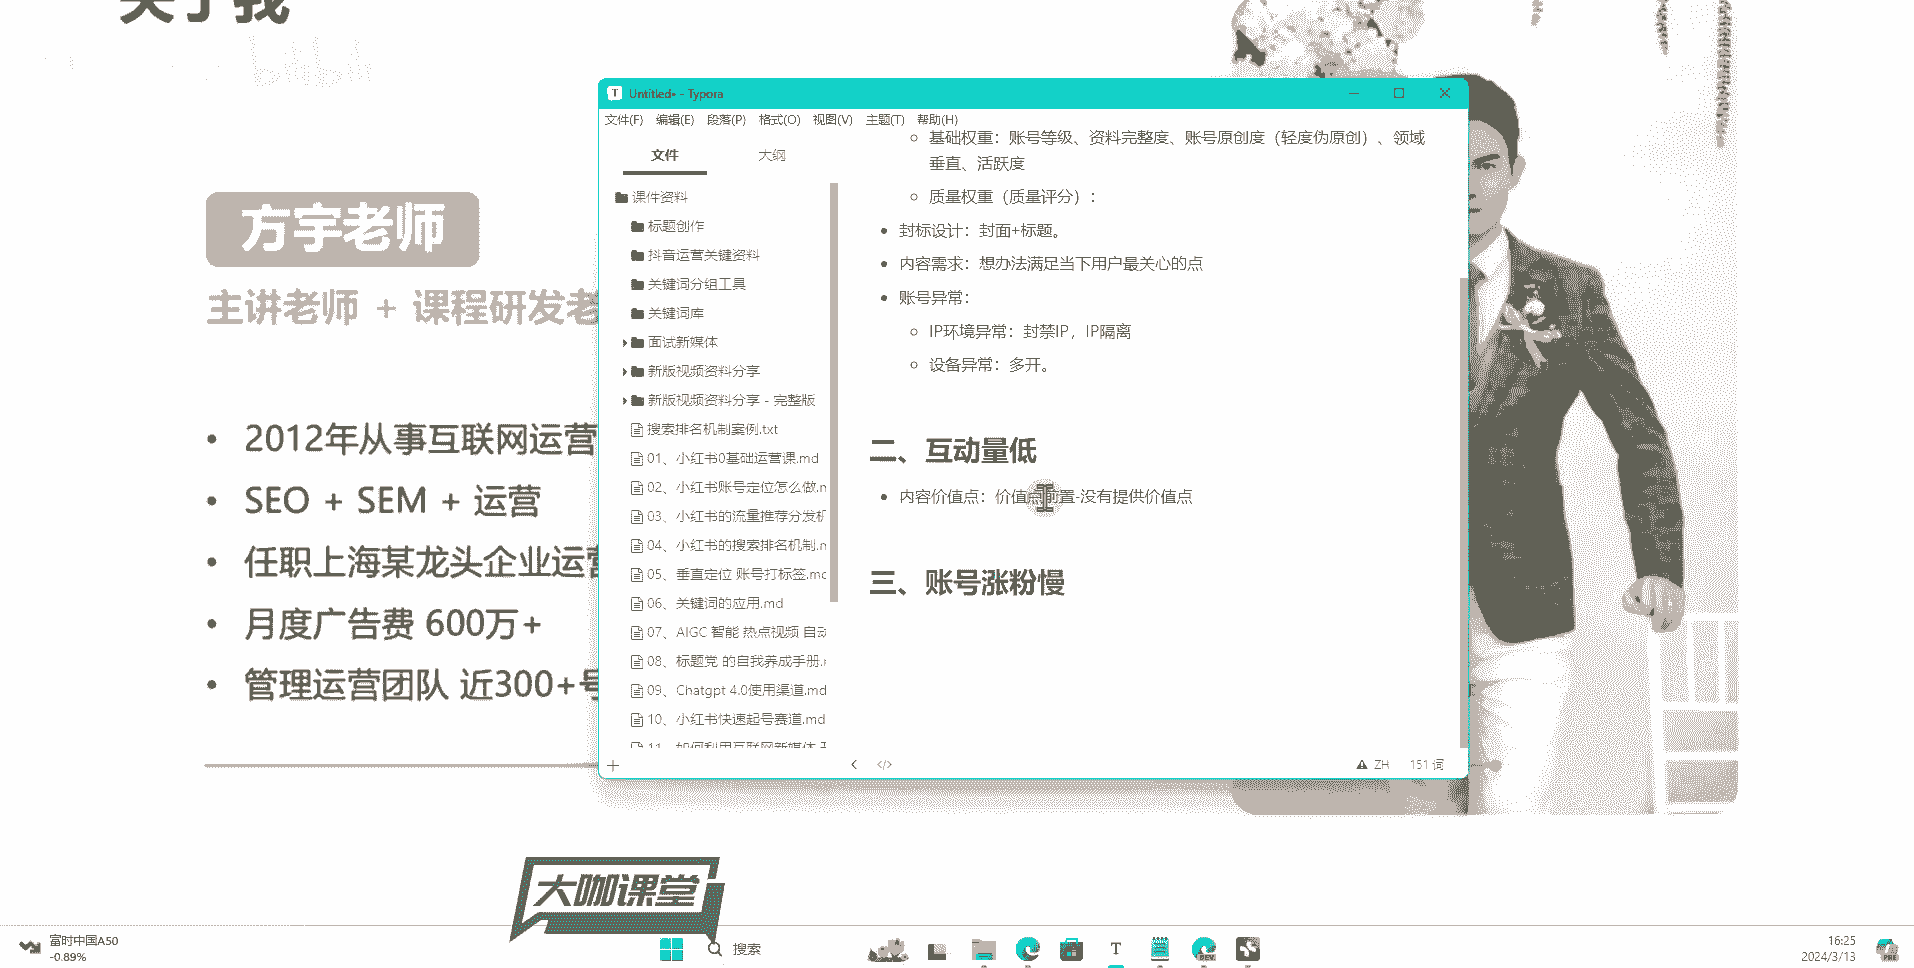 关于我
bilibili
方宇老师
主讲老师 + 课程研发老
2012年从事互联网运营
SEO + SEM + 运营
任职上海某龙头企业运营
月度广告费 600万+
管理运营团队 近300+号
Untitled• - Typora
文件(F) 编辑(E) 段落(P) 格式(O) 视图(V) 主题(T) 帮助(H)
文件 大纲
课件资料
标题创作
抖音运营关键资料
关键词分组工具
关键词库
面试新媒体
新版视频资料分享
新版视频资料分享 - 完整版
搜索排名机制案例.txt
01、小红书0基础运营课.md
02、小红书账号定位怎么做.m
03、小红书的流量推荐分发机
04、小红书的搜索排名机制.m
05、垂直定位 账号打标签.md
06、关键词的应用.md
07、AIGC 智能 热点视频 自动
08、标题党 的自我养成手册.
09、Chatgpt 4.0使用渠道.md
10、小红书快速起号赛道.md
11、如何利用互联网新媒体
基础权重：账号等级、资料完整度、账号原创度（轻度伪原创）、领域
垂直、活跃度
质量权重（质量评分）：
封标设计：封面+标题。
内容需求：想办法满足当下用户最关心的点
账号异常：
IP环境异常：封禁IP，IP隔离
设备异常：多开。
二、互动量低
内容价值点：价值点前置-没有提供价值点
三、账号涨粉慢
ZH 151 词
大咖课堂
富时中国A50
-0.89%
搜索
16:25
2024/3/13